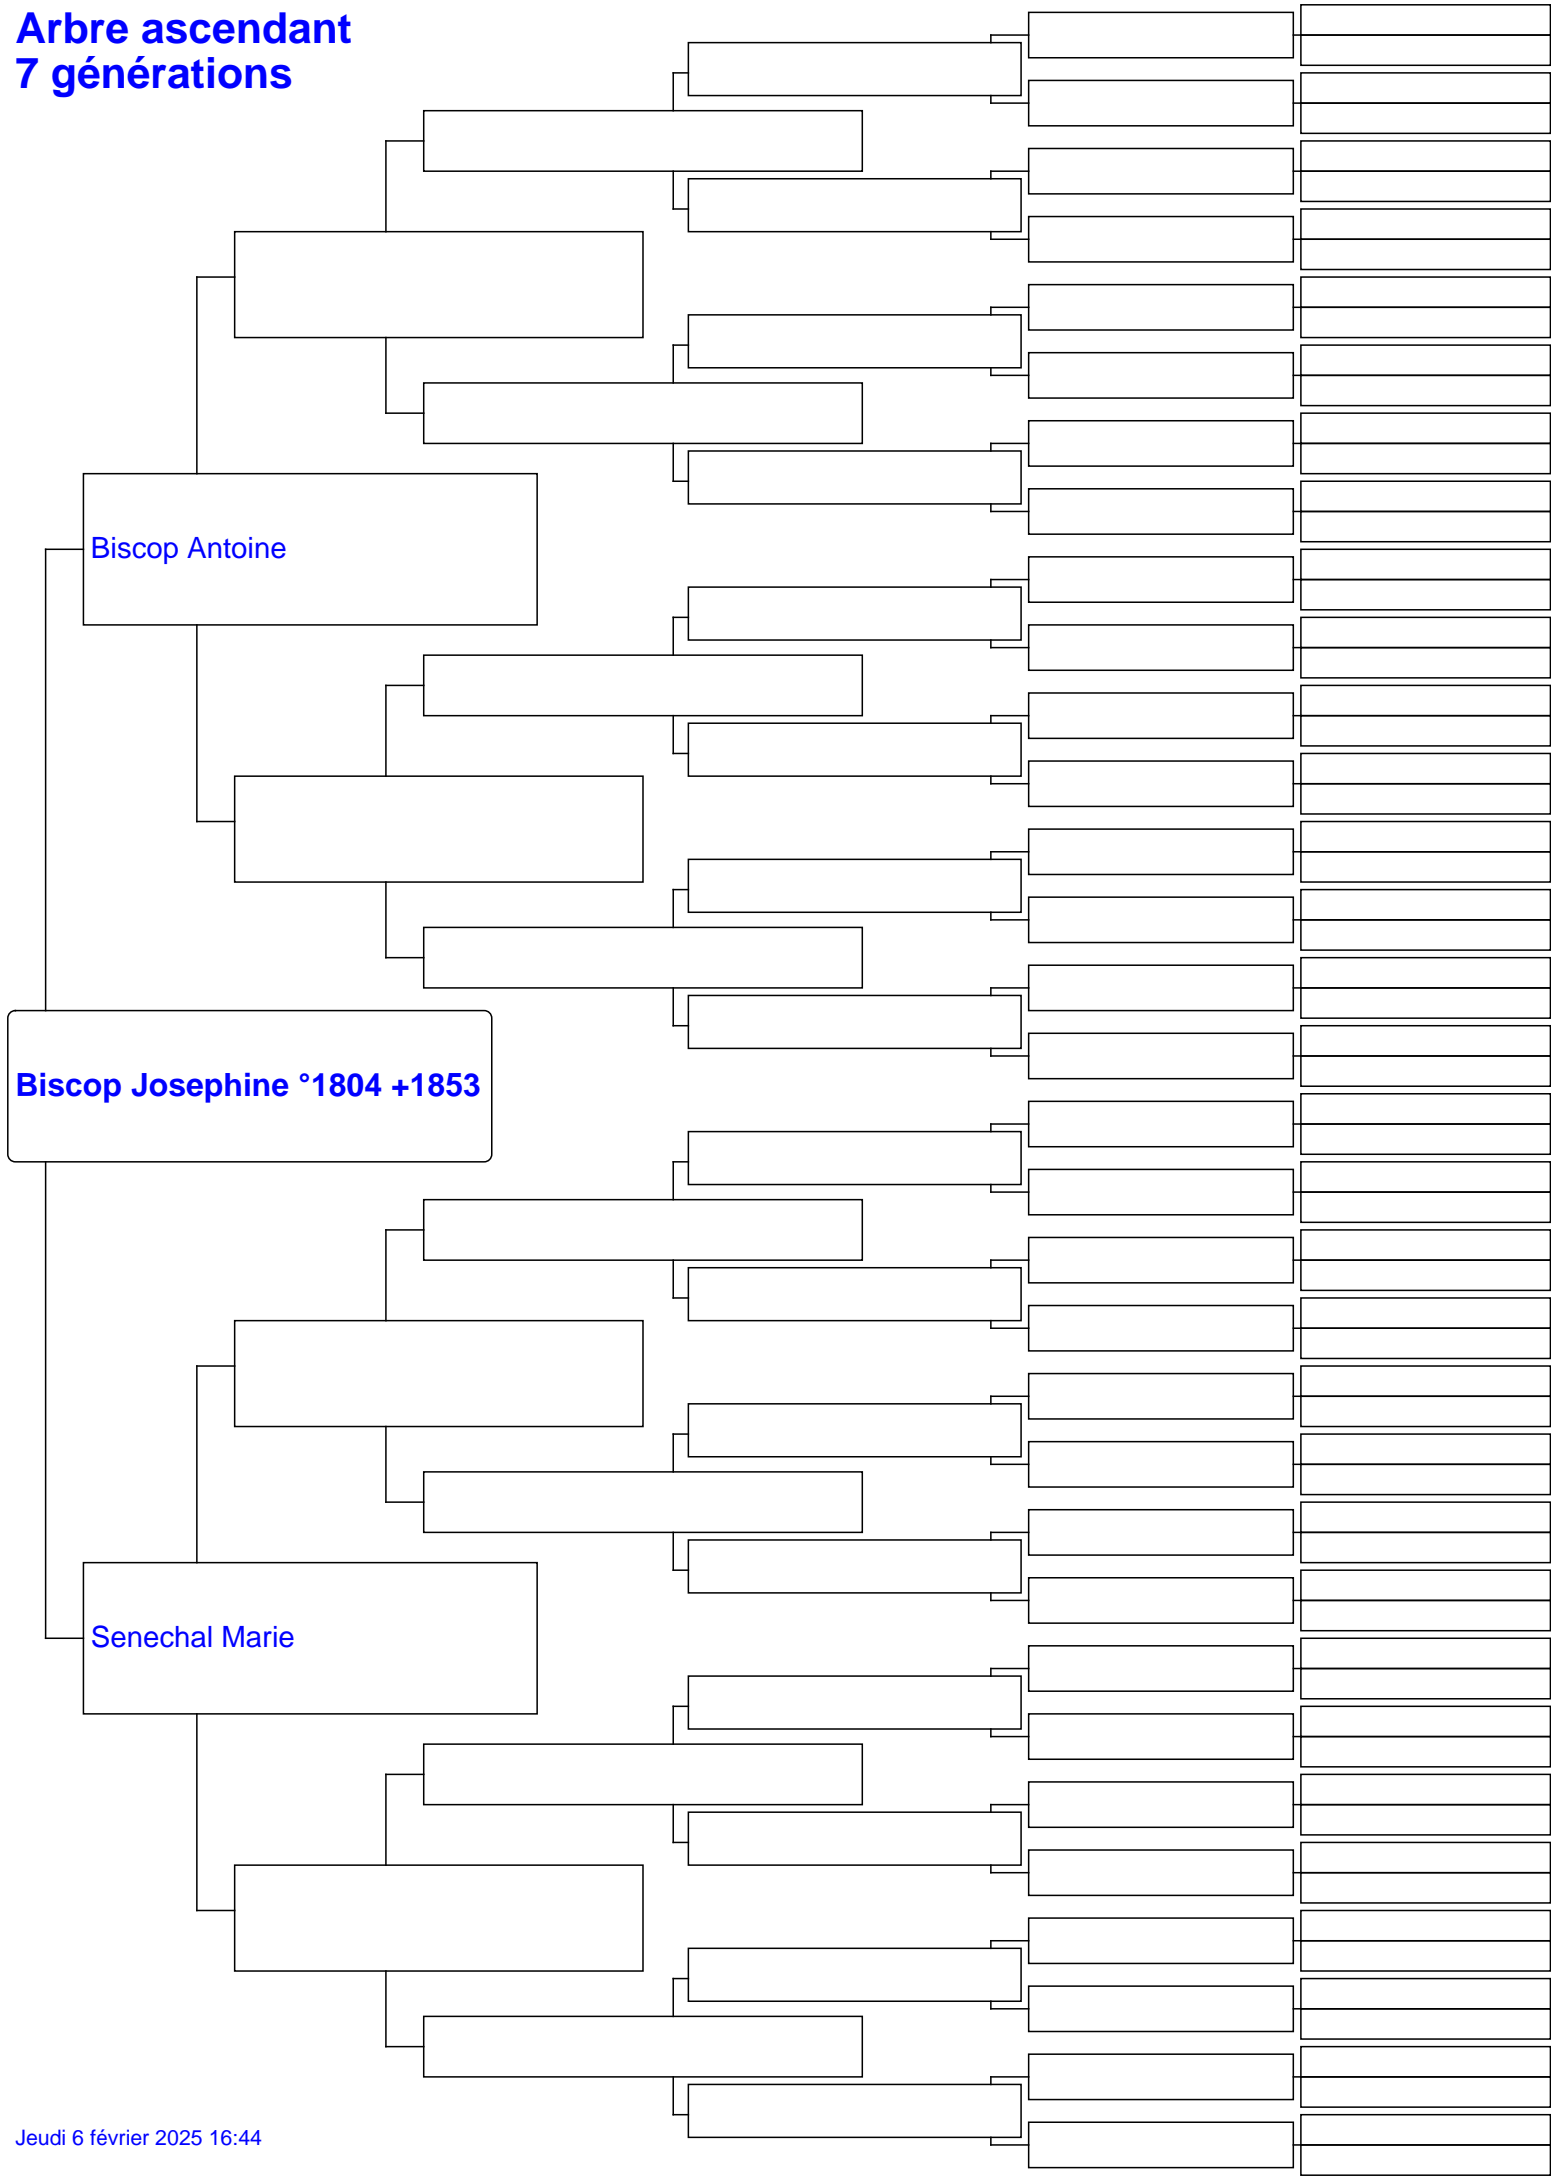 Arbre ascendant
7 générations
Biscop Antoine
Biscop Josephine °1804 +1853
Senechal Marie
Jeudi 6 février 2025 16:44